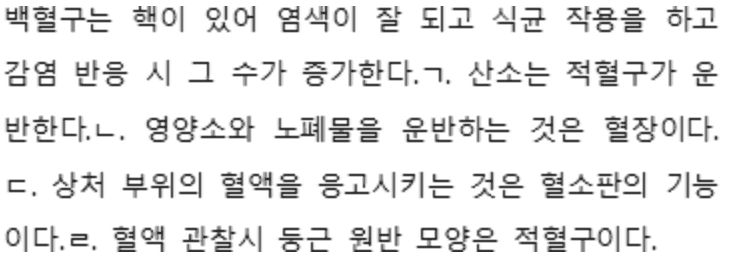 백혈구는 핵이 있어 염색이 잘 되고 식균 작용을 하고
감염 반응 시 그 수가 증가한다.ㄱ. 산소는 적혈구가 운
반한다.ㄴ. 영양소와 노폐물을 운반하는 것은 혈장이다.
ㄷ. 상처 부위의 혈액을 응고시키는 것은 혈소판의 기능
이다.ㄹ. 혈액 관찰시 둥근 원반 모양은 적혈구이다.